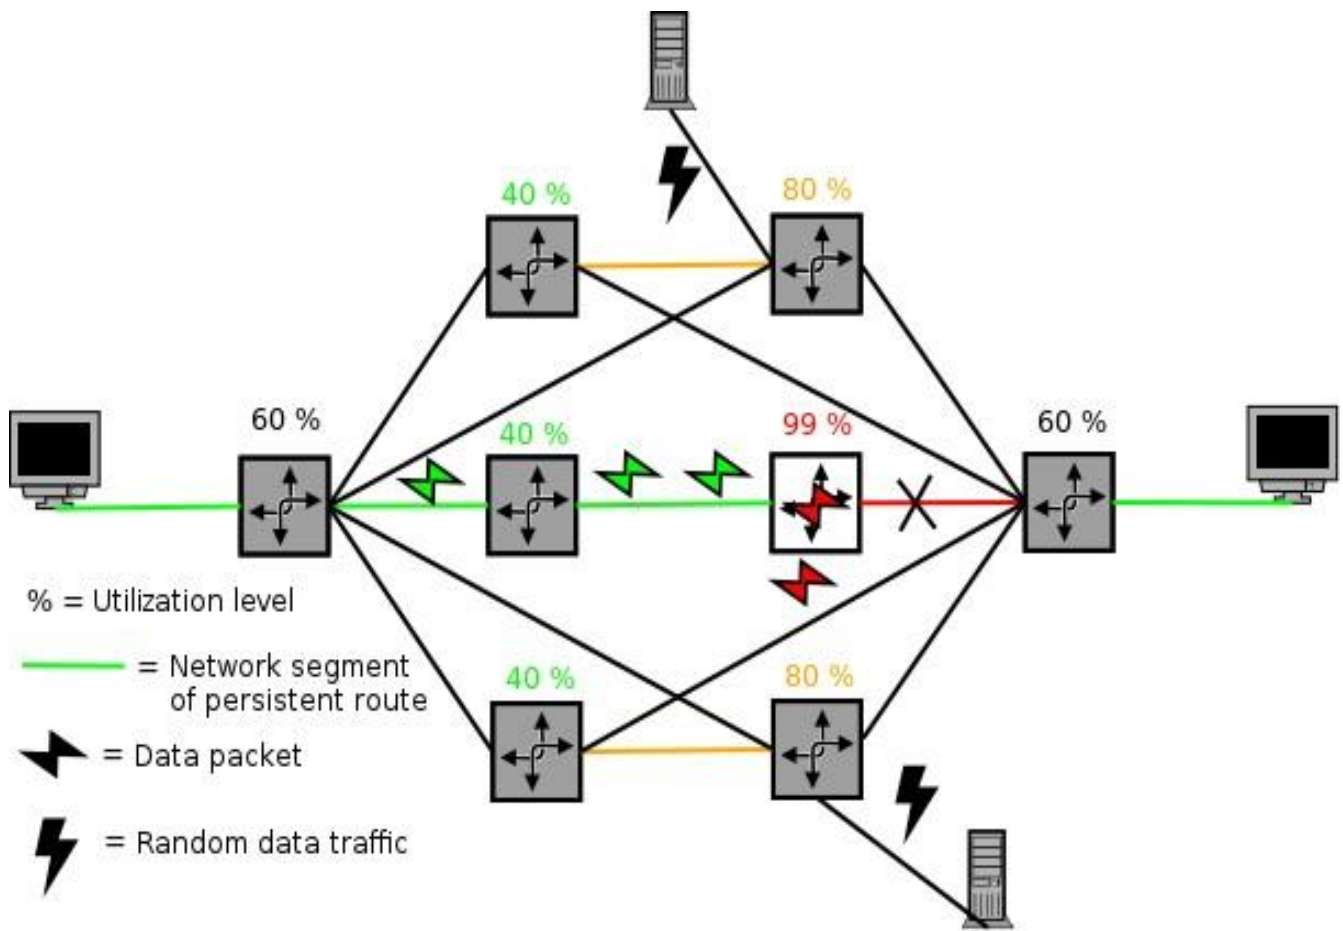 40 %
80 %
60 %
40 %
99 %
60 %
% = Utilization level
= Network segment
of persistent route
40 %
80 %
= Data packet
= Random data traffic